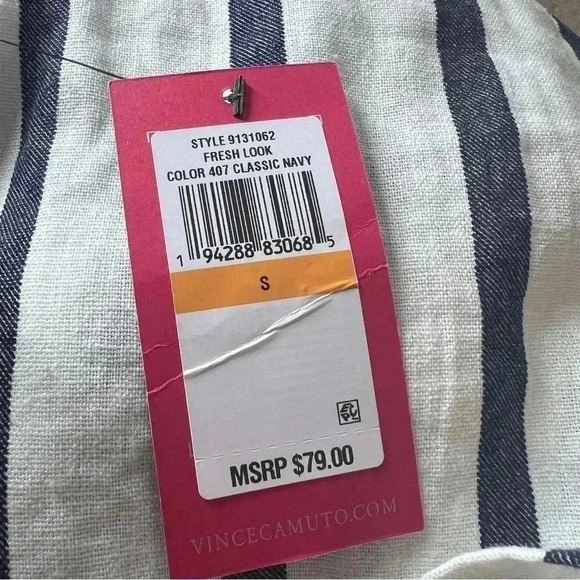 STYLE 9131062
FRESH LOOK
COLOR 407 CLASSIC NAVY
1 94288 83068 5
S
MSRP $79.00
VINCECAMUTO.COM